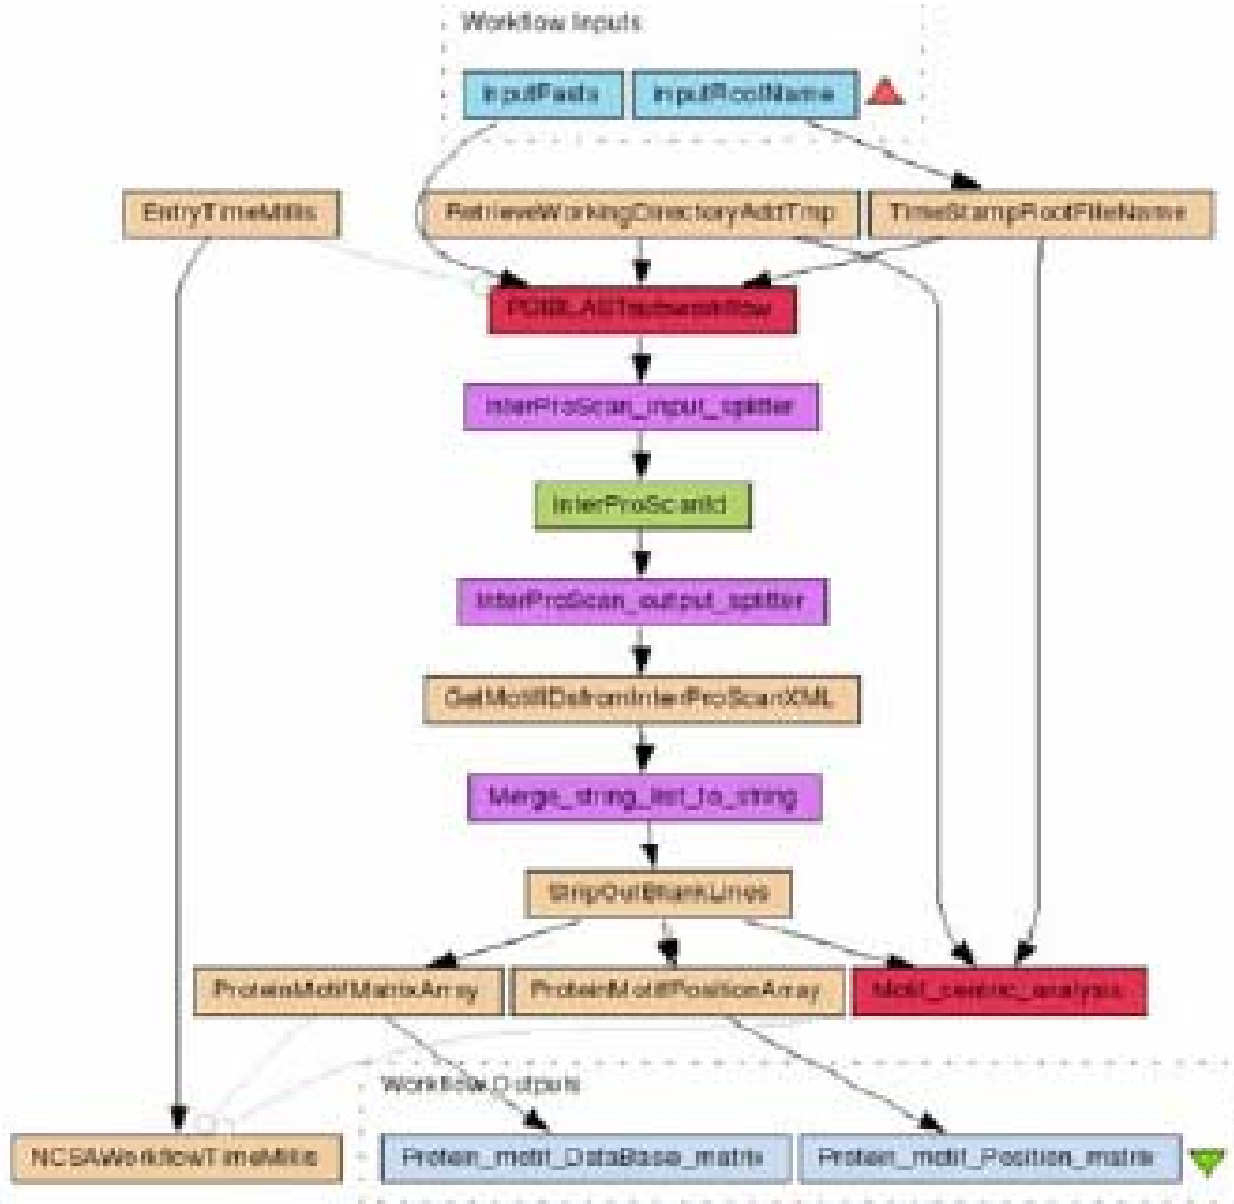 Workflow Inputs
InputFasta InputRootName
EntryTimeMillis RetrieveWorkingDirectoryAddTmp TimeStampRootFileName
InterProScan_input_splitter
InterProScan_output_splitter
GetMotifIDsfromInterProScanXML
Merge_string_list_to_string
StripOutBlankLines
ProteinMotifMatrixArray ProteinMotifPositionArray Motif_centric_analysis
Workflow Outputs
NCSAWorkflowTimeMillis Protein_motif_DataBase_matrix Protein_motif_Position_matrix